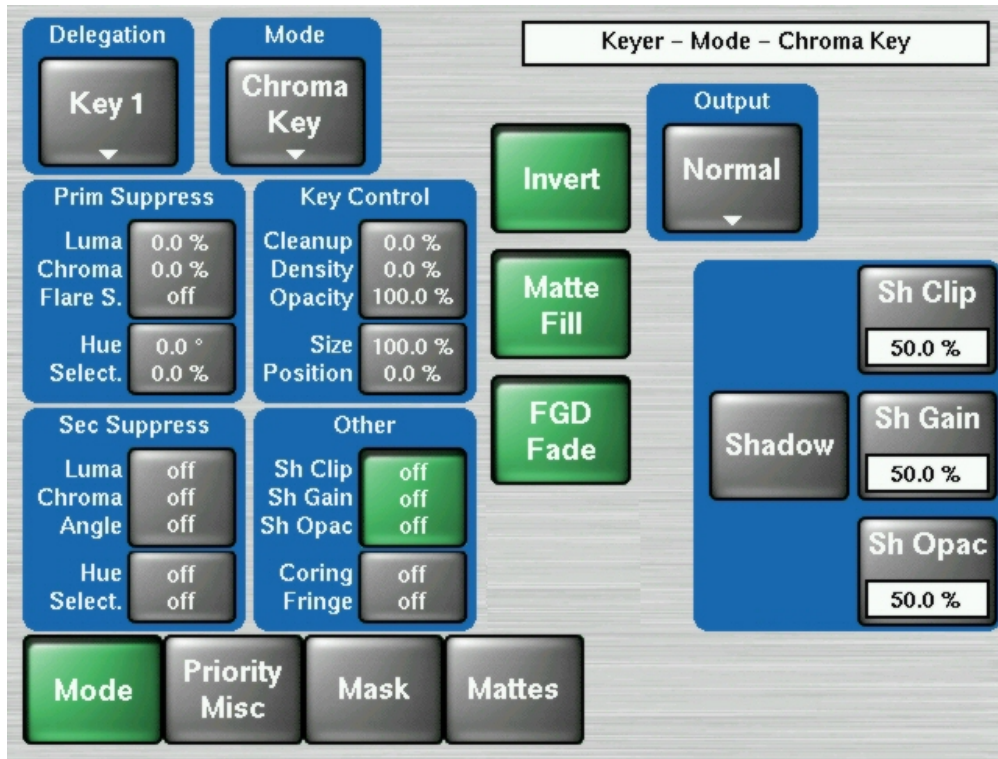 Delegation
Mode
Keyer – Mode – Chroma Key
Key 1
Chroma
Key
Output
Normal
Invert
Prim Suppress
Luma 0.0 %
Chroma 0.0 %
Flare S. off
Hue 0.0 °
Select. 0.0 %
Key Control
Cleanup 0.0 %
Density 0.0 %
Opacity 100.0 %
Size 100.0 %
Position 0.0 %
Matte
Fill
FGD
Fade
Sh Clip
50.0 %
Shadow
Sh Gain
50.0 %
Sh Opac
50.0 %
Sec Suppress
Luma off
Chroma off
Angle off
Hue off
Select. off
Other
Sh Clip off
Sh Gain off
Sh Opac off
Coring off
Fringe off
Mode
Priority
Misc
Mask
Mattes